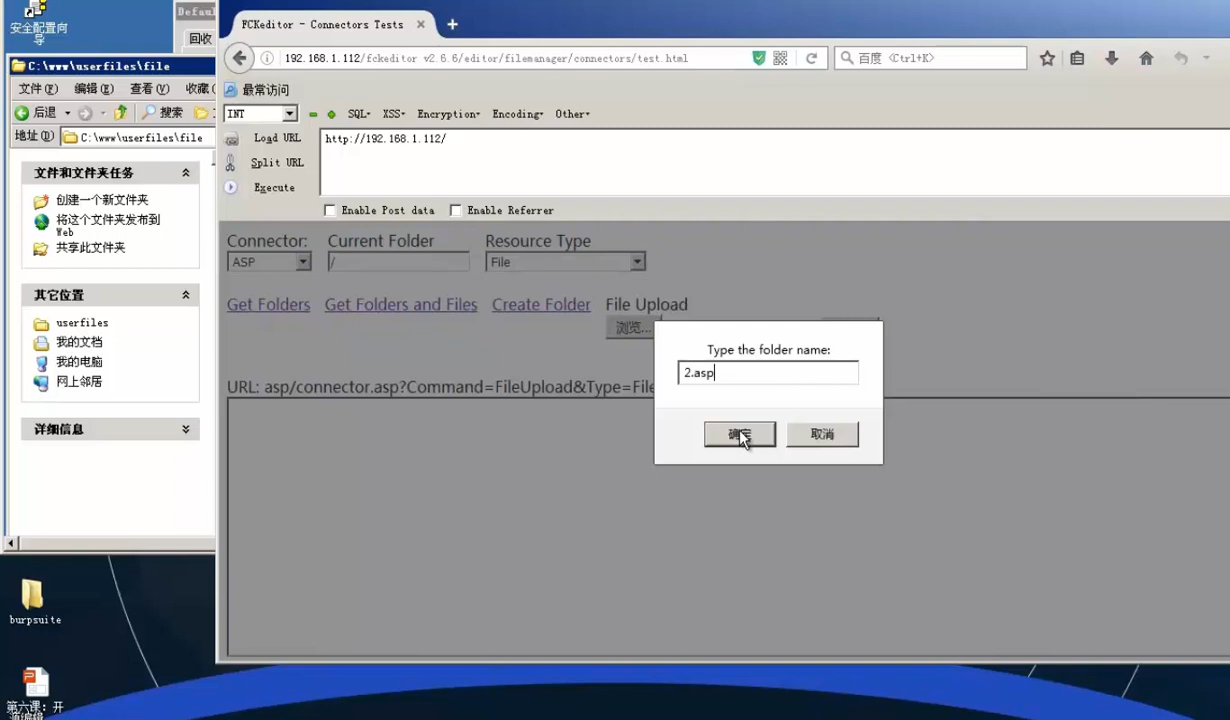 安全配置向
导
Defaul
回收
C:\www\userfiles\file
文件(F) 编辑(E) 查看(V) 收藏(
后退 搜索
地址(D) C:\www\userfiles\file
文件和文件夹任务
创建一个新文件夹
将这个文件夹发布到
Web
共享此文件夹
其它位置
userfiles
我的文档
我的电脑
网上邻居
详细信息
burpsuite
第六课：开
源编辑
FCKeditor - Connectors Tests
192.168.1.112/fckeditor v2.6.6/editor/filemanager/connectors/test.html
百度 <Ctrl+K>
最常访问
INT SQL- XSS- Encryption- Encoding- Other-
Load URL http://192.168.1.112/
Split URL
Execute
Enable Post data Enable Referrer
Connector: Current Folder Resource Type
ASP / File
Get Folders Get Folders and Files Create Folder File Upload
浏览...
URL: asp/connector.asp?Command=FileUpload&Type=File
Type the folder name:
2.asp
确定 取消